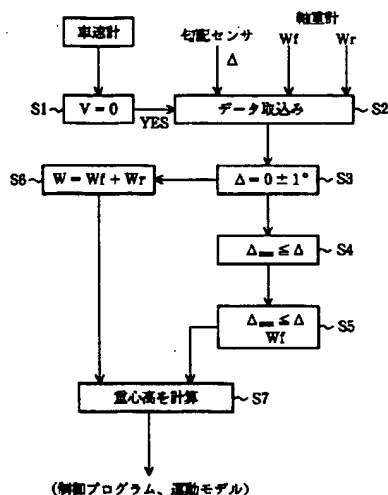 車速計
勾配センサ
Δ
軸重計
Wf Wr
S1 V = 0
YES
データ取込み S2
S6 W = Wf + Wr
Δ = 0 ± 1° S3
≦ Δ S4
≦ Δ
Wf S5
重心高を計算 S7
(制御プログラム、運動モデル)